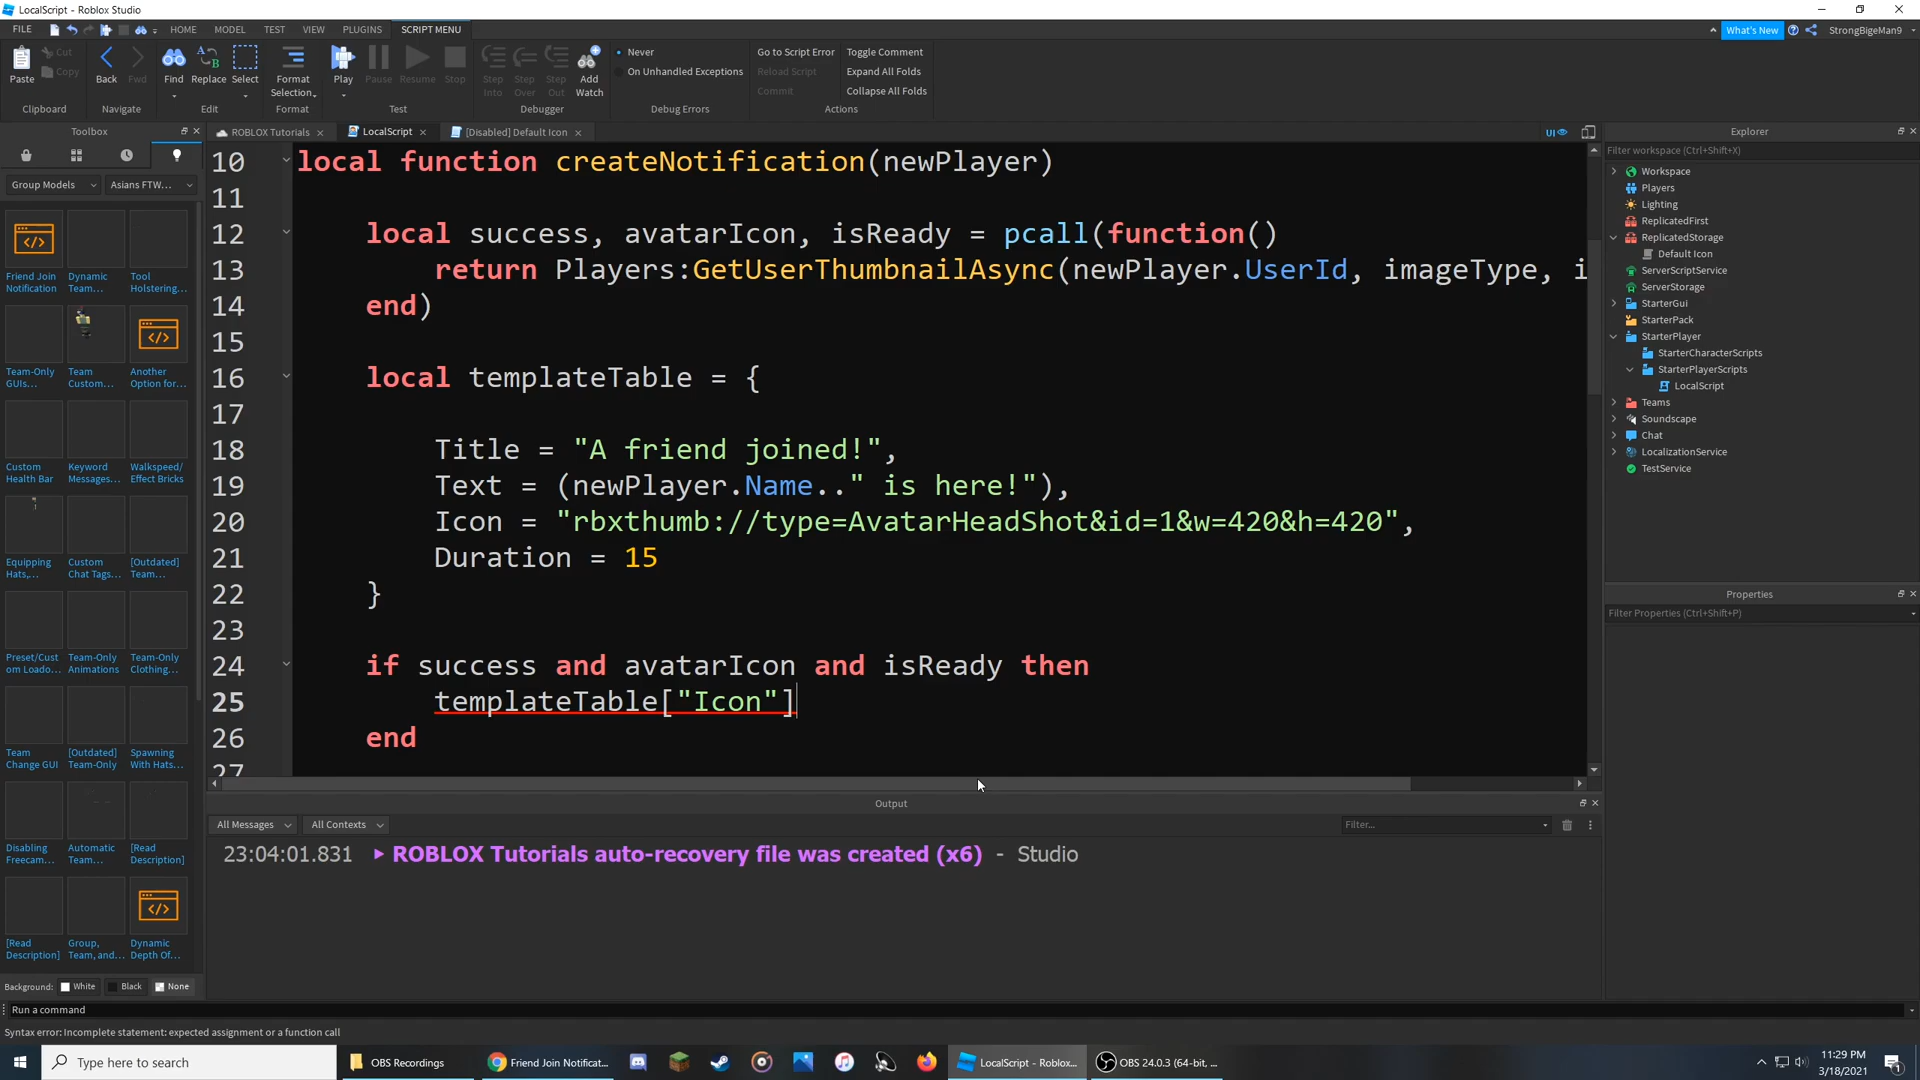 LocalScript - Roblox Studio
FILE HOME MODEL TEST VIEW PLUGINS SCRIPT MENU What's New StrongBigeMan9
Paste Cut Copy Back Fwd Find Replace Select Format Selection Play Pause Resume Stop Step Into Step Over Step Out Add Watch
Never
On Unhandled Exceptions
Go to Script Error Toggle Comment
Reload Script Expand All Folds
Commit Collapse All Folds
Clipboard Navigate Edit Format Test Debugger Debug Errors Actions
Toolbox
ROBLOX Tutorials LocalScript [Disabled] Default Icon UI
Group Models Asians FTW...
Friend Join Notification
Dynamic Team...
Tool Holstering...
Team-Only GUIs...
Team Custom...
Another Option for...
Custom Health Bar
Keyword Messages...
Walkspeed/ Effect Bricks
Equipping Hats,...
Custom Chat Tags...
[Outdated] Team...
Preset/Cust om Loado...
Team-Only Animations
Team-Only Clothing...
Team Change GUI
[Outdated] Team-Only
Spawning With Hats...
Disabling Freecam...
Automatic Team...
[Read Description]
[Read Description]
Group, Team, and...
Dynamic Depth Of...
Background: White Black None
10 local function createNotification(newPlayer)
11
12 local success, avatarIcon, isReady = pcall(function()
13 return Players:GetUserThumbnailAsync(newPlayer.UserId, imageType, i
14 end)
15
16 local templateTable = {
17
18 Title = "A friend joined!",
19 Text = (newPlayer.Name.." is here!"),
20 Icon = "rbxthumb://type=AvatarHeadShot&id=1&w=420&h=420",
21 Duration = 15
22 }
23
24 if success and avatarIcon and isReady then
25 templateTable["Icon"]
26 end
27
Output
All Messages All Contexts Filter...
23:04:01.831 ROBLOX Tutorials auto-recovery file was created (x6) - Studio
Explorer
Filter workspace (Ctrl+Shift+X)
Workspace
Players
Lighting
ReplicatedFirst
ReplicatedStorage
Default Icon
ServerScriptService
ServerStorage
StarterGui
StarterPack
StarterPlayer
StarterCharacterScripts
StarterPlayerScripts
LocalScript
Teams
Soundscape
Chat
LocalizationService
TestService
Properties
Filter Properties (Ctrl+Shift+P)
Run a command
Syntax error: Incomplete statement: expected assignment or a function call
Type here to search OBS Recordings Friend Join Notificat... LocalScript - Roblox... OBS 24.0.3 (64-bit, ...
11:29 PM
3/18/2021
1